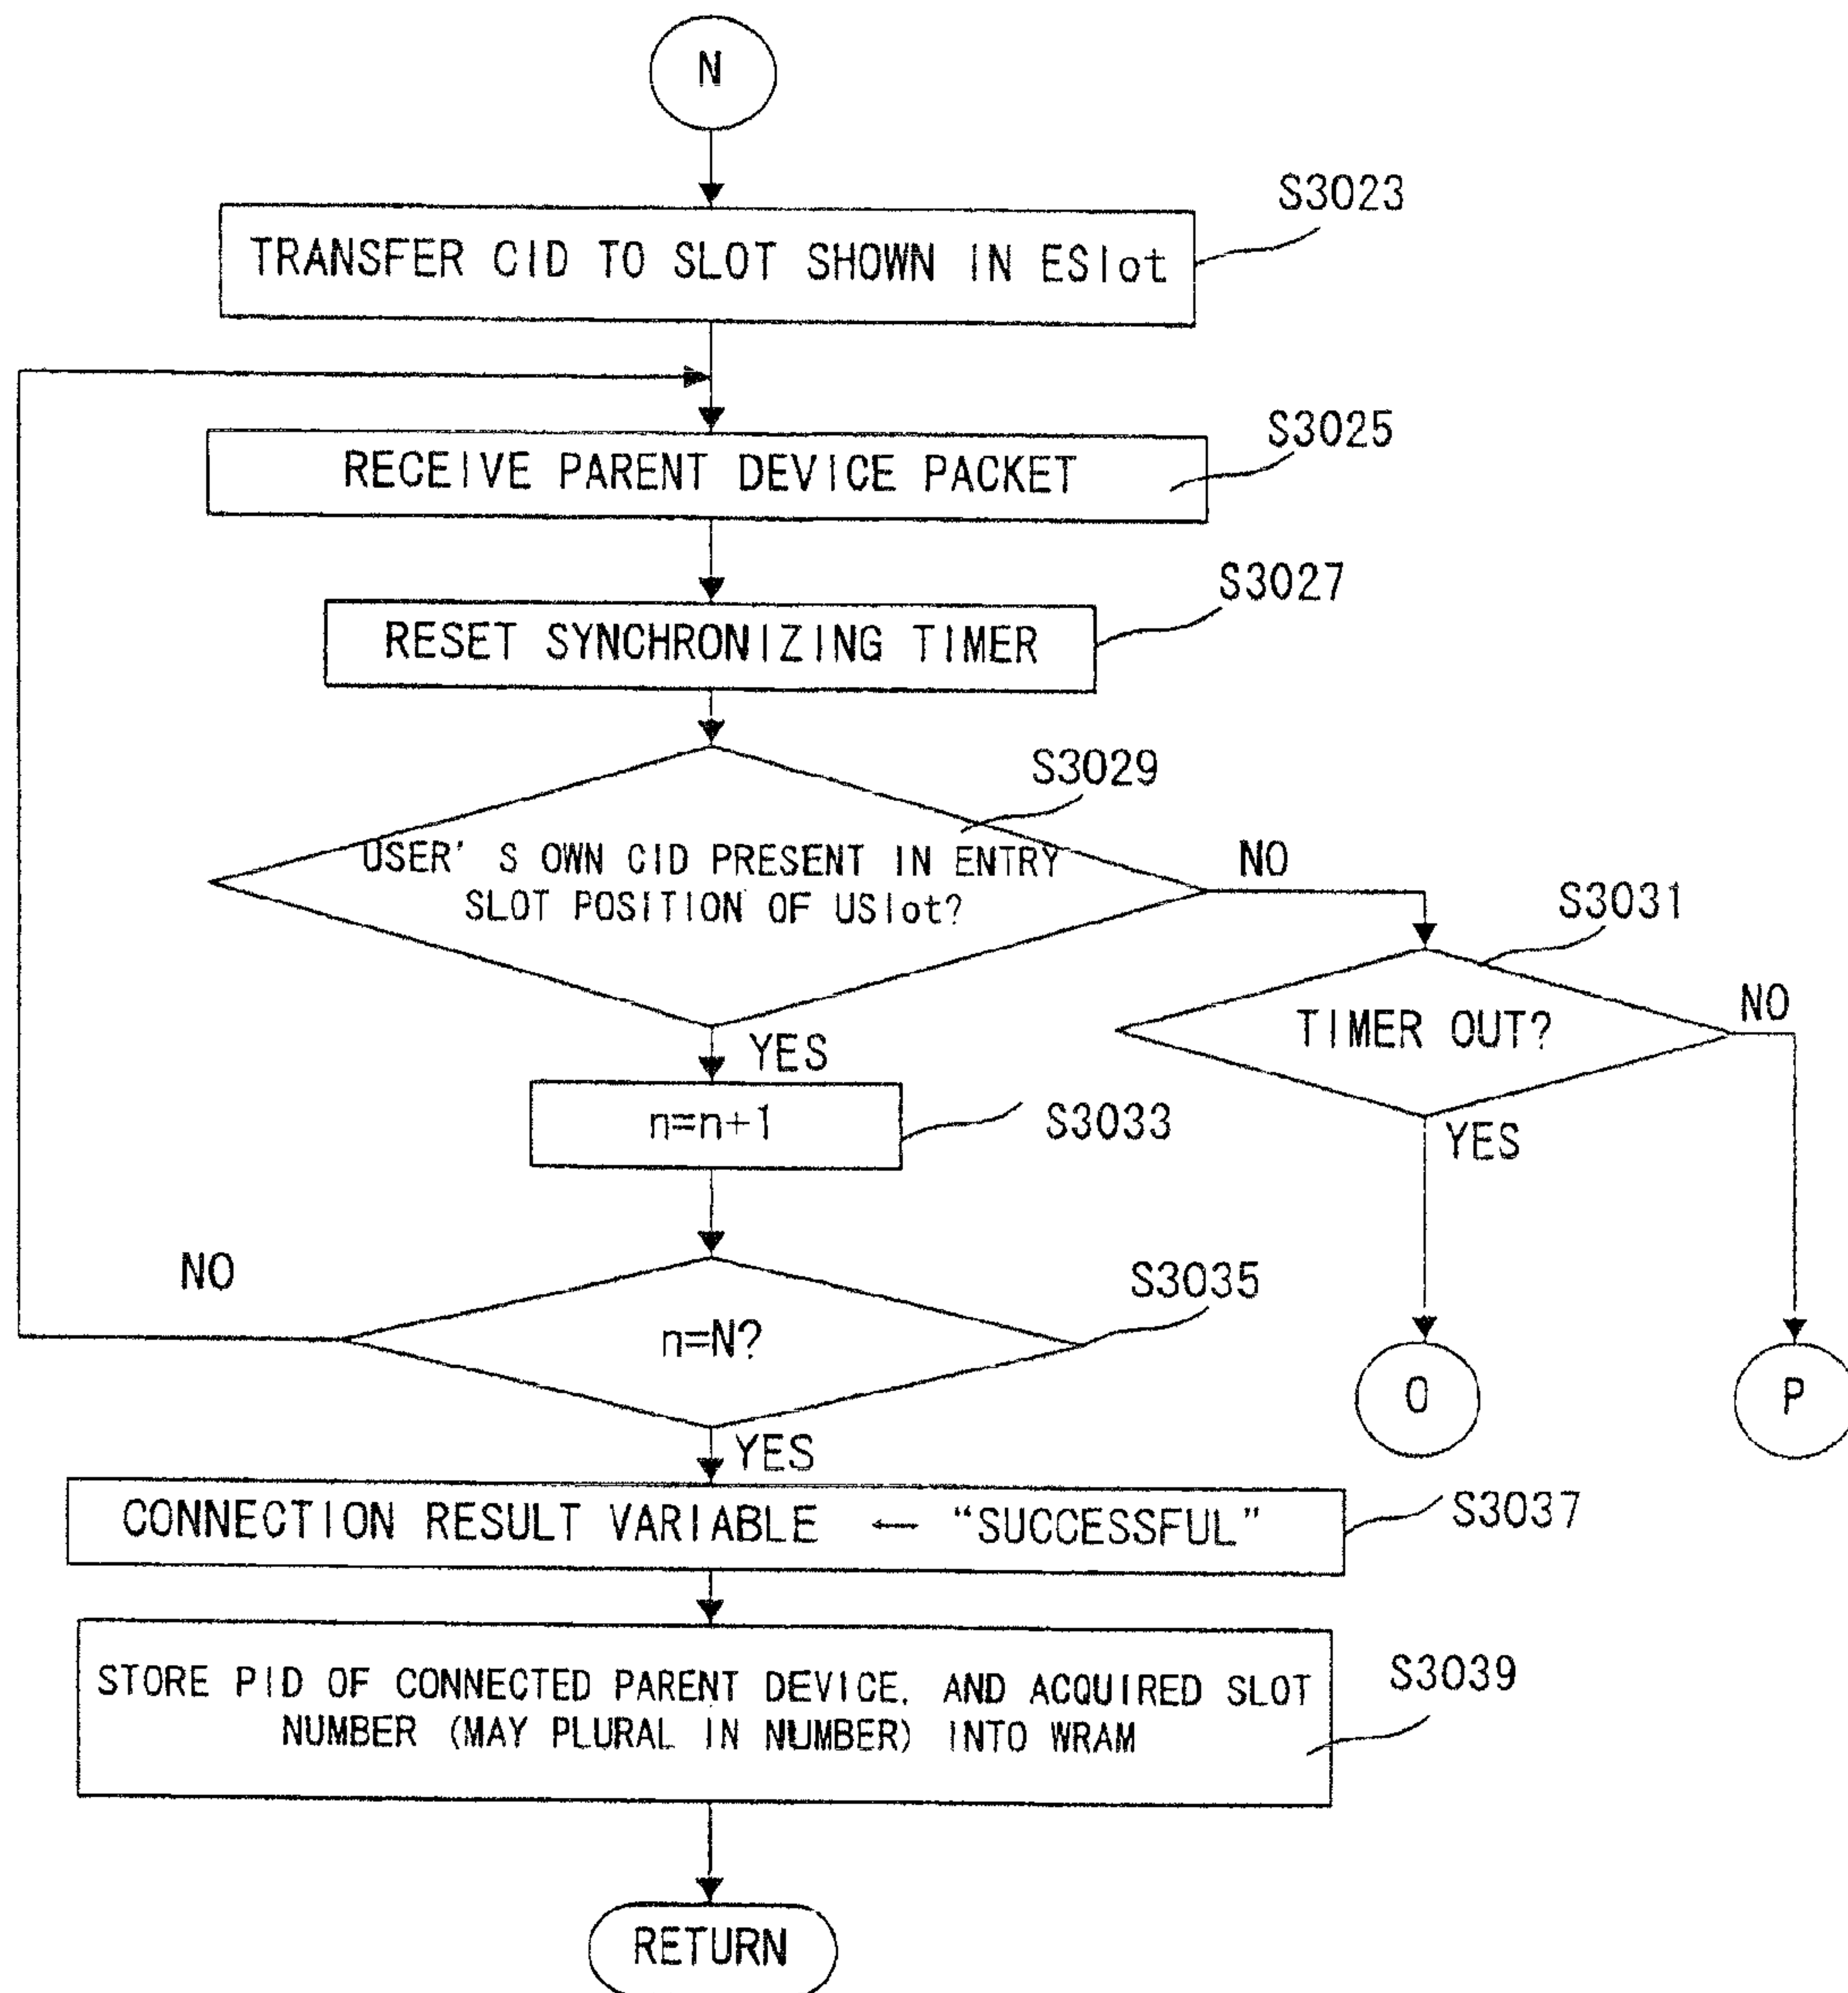 N
S3023
TRANSFER CID TO SLOT SHOWN IN ESlot
S3025
RECEIVE PARENT DEVICE PACKET
S3027
RESET SYNCHRONIZING TIMER
S3029
USER'S OWN CID PRESENT IN ENTRY
SLOT POSITION OF USlot?
NO
S3031
TIMER OUT?
NO
YES
YES
n=n+1
S3033
NO
S3035
n=N?
O
P
YES
CONNECTION RESULT VARIABLE ← “SUCCESSFUL”
S3037
STORE PID OF CONNECTED PARENT DEVICE, AND ACQUIRED SLOT
NUMBER (MAY PLURAL IN NUMBER) INTO WRAM
S3039
RETURN